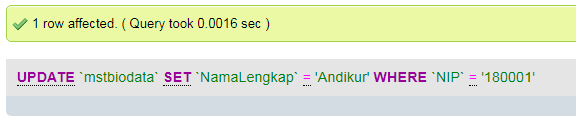 1 row affected. ( Query took 0.0016 sec )
UPDATE `mstbiodata` SET `NamaLengkap` = 'Andikur' WHERE `NIP` = '180001'